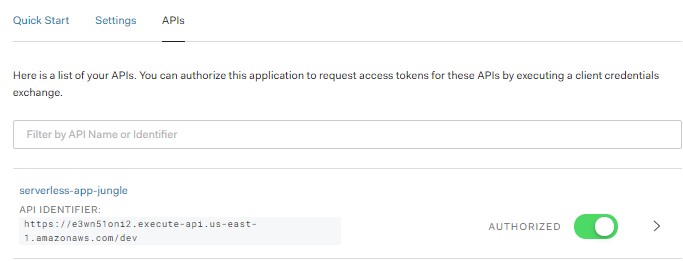 Quick Start Settings APIs
Here is a list of your APIs. You can authorize this application to request access tokens for these APIs by executing a client credentials
exchange.
Filter by API Name or Identifier
serverless-app-jungle
API IDENTIFIER:
https://e3wn51oni2.execute-api.us-east-
1.amazonaws.com/dev
AUTHORIZED